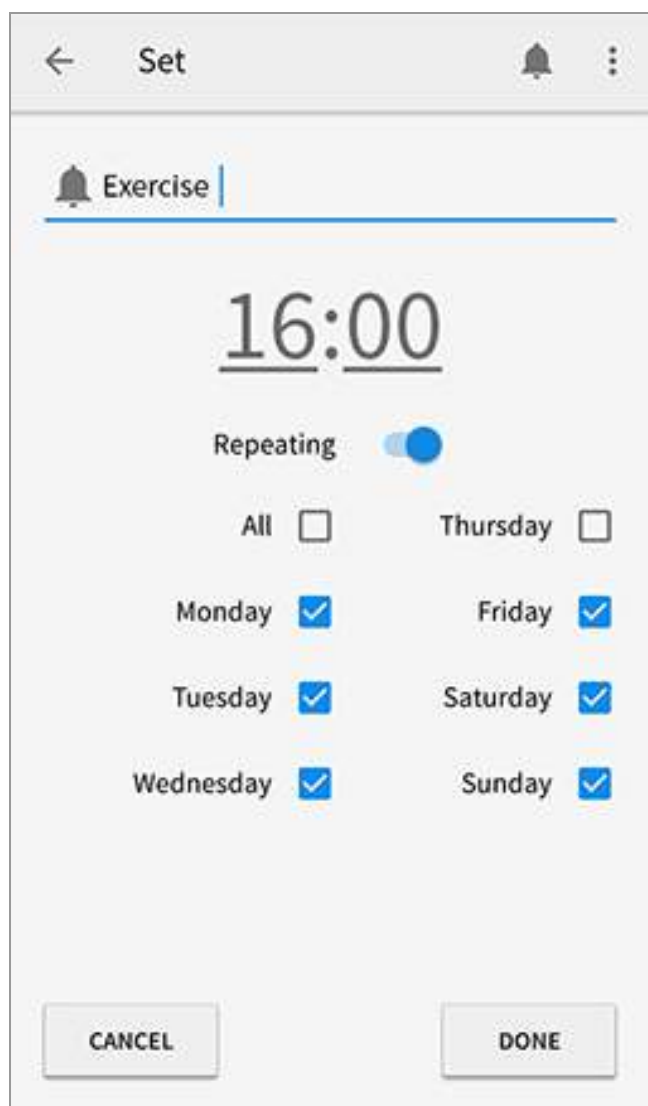 Set
Exercise
16:00
Repeating
All Thursday
Monday Friday
Tuesday Saturday
Wednesday Sunday
CANCEL DONE